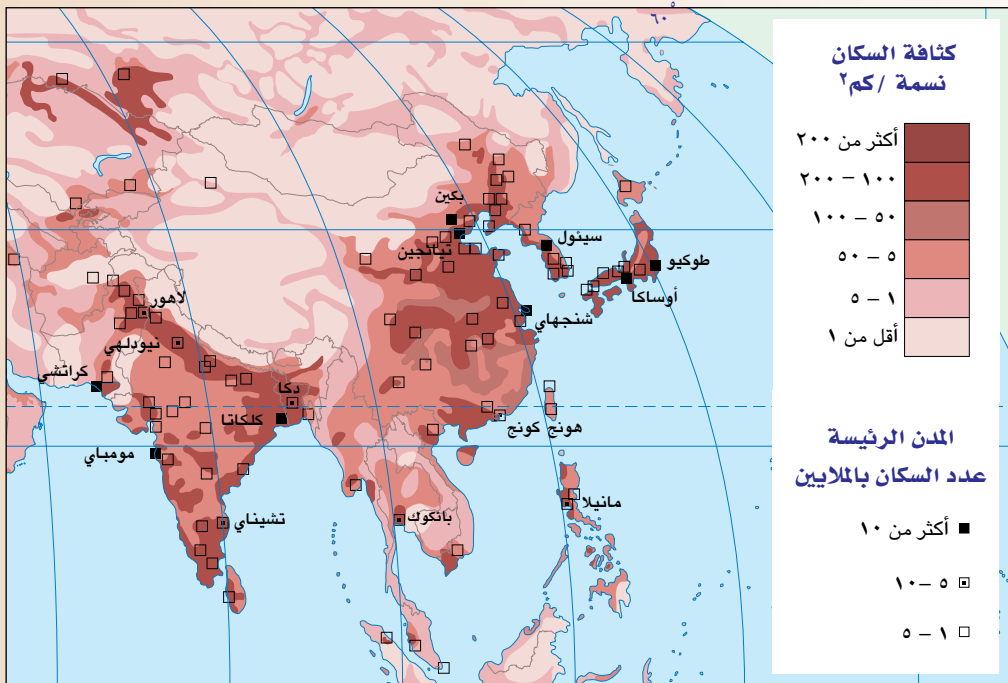 كثافة السكان
نسمة / كم٢
أكثر من ٢٠٠
١٠٠ – ٢٠٠
٥٠ – ١٠٠
٥ – ٥٠
١ – ٥
أقل من ١
المدن الرئيسة
عدد السكان بالملايين
أكثر من ١٠
٥ – ١٠
١ – ٥
٦٠°
بكين
تيانجين
سيئول
طوكيو
أوساكا
شنجهاي
لاهور
نيودلهي
كراتشي
دكا
كلكاتا
هونج كونج
مومباي
مانيلا
بانكوك
تشيناي